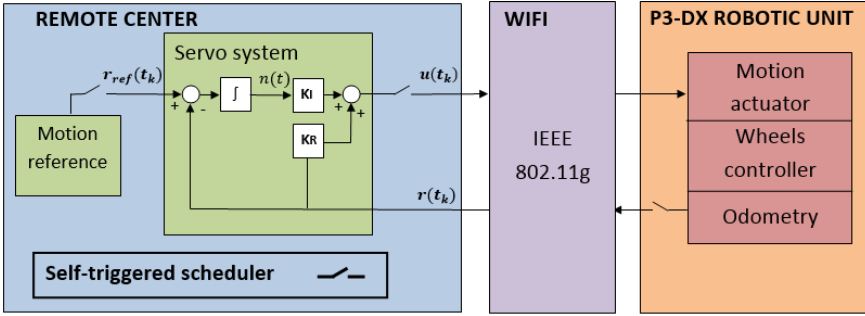 REMOTE CENTER
WIFI
P3-DX ROBOTIC UNIT
Servo system
r_ref(t_k)
n(t)
u(t_k)
+
-
∫
KI
+
+
KR
Motion
reference
r(t_k)
IEEE
802.11g
Motion
actuator
Wheels
controller
Odometry
Self-triggered scheduler